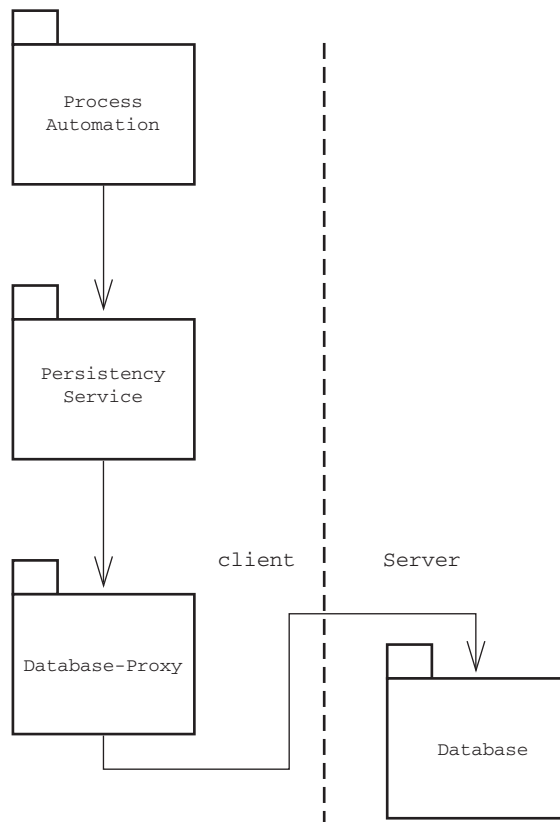 Process
Automation
Persistency
Service
client
Server
Database-Proxy
Database